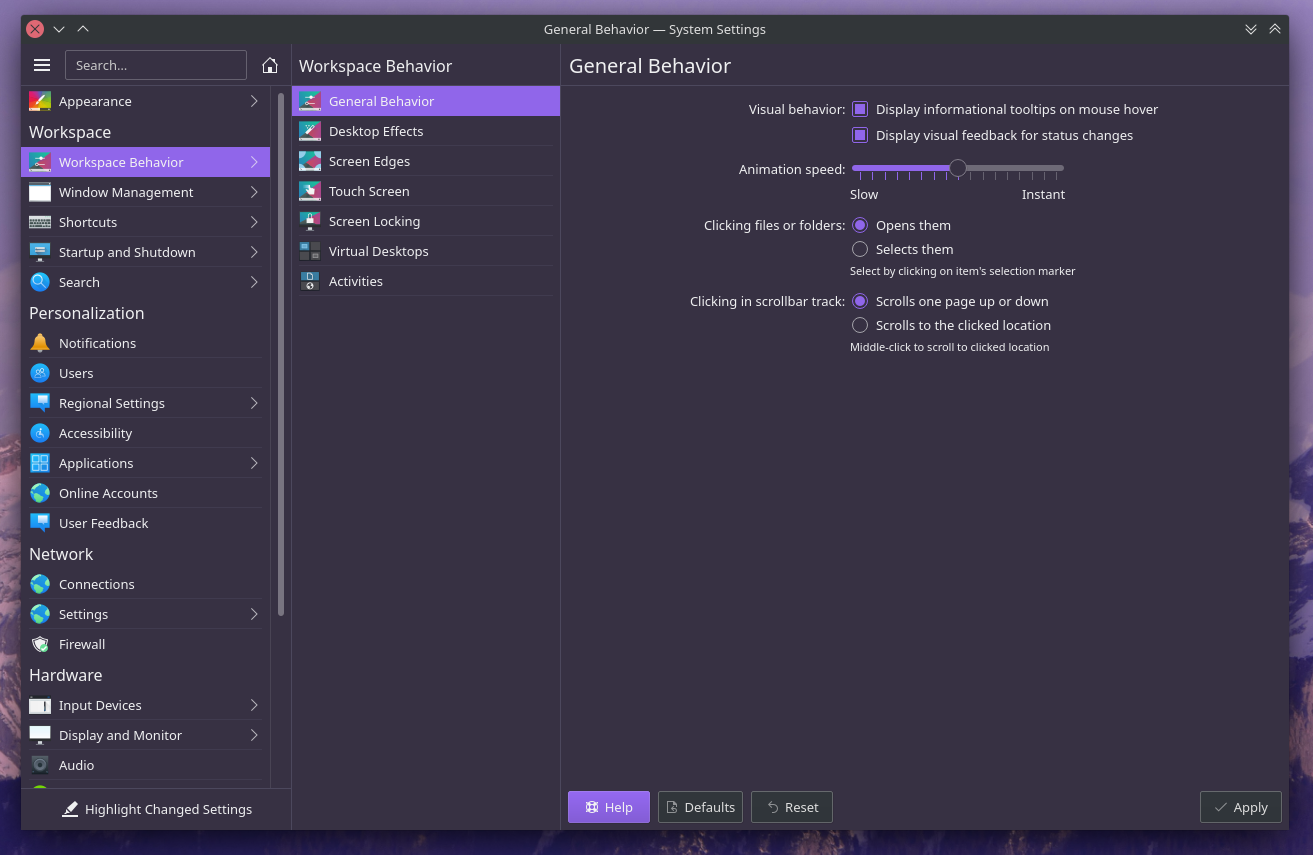 General Behavior — System Settings
Search...
Appearance
Workspace
Workspace Behavior
Window Management
Shortcuts
Startup and Shutdown
Search
Personalization
Notifications
Users
Regional Settings
Accessibility
Applications
Online Accounts
User Feedback
Network
Connections
Settings
Firewall
Hardware
Input Devices
Display and Monitor
Audio
Highlight Changed Settings
Workspace Behavior
General Behavior
Desktop Effects
Screen Edges
Touch Screen
Screen Locking
Virtual Desktops
Activities
General Behavior
Visual behavior: Display informational tooltips on mouse hover
Display visual feedback for status changes
Animation speed:
Slow Instant
Clicking files or folders: Opens them
Selects them
Select by clicking on item's selection marker
Clicking in scrollbar track: Scrolls one page up or down
Scrolls to the clicked location
Middle-click to scroll to clicked location
Help Defaults Reset Apply